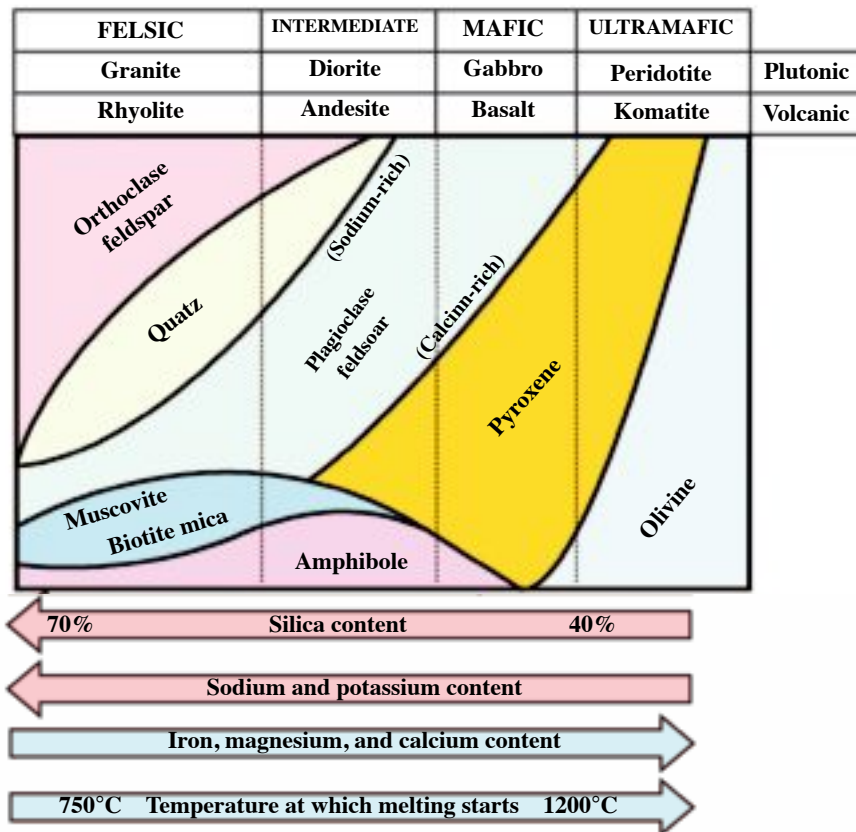 FELSIC INTERMEDIATE MAFIC ULTRAMAFIC
Granite Diorite Gabbro Peridotite Plutonic
Rhyolite Andesite Basalt Komatite Volcanic
Orthoclase
feldspar
Quatz
(Sodium-rich)
Plagioclase
feldsoar
(Calcinn-rich)
Pyroxene
Olivine
Muscovite
Biotite mica
Amphibole
70% Silica content 40%
Sodium and potassium content
Iron, magnesium, and calcium content
750°C Temperature at which melting starts 1200°C